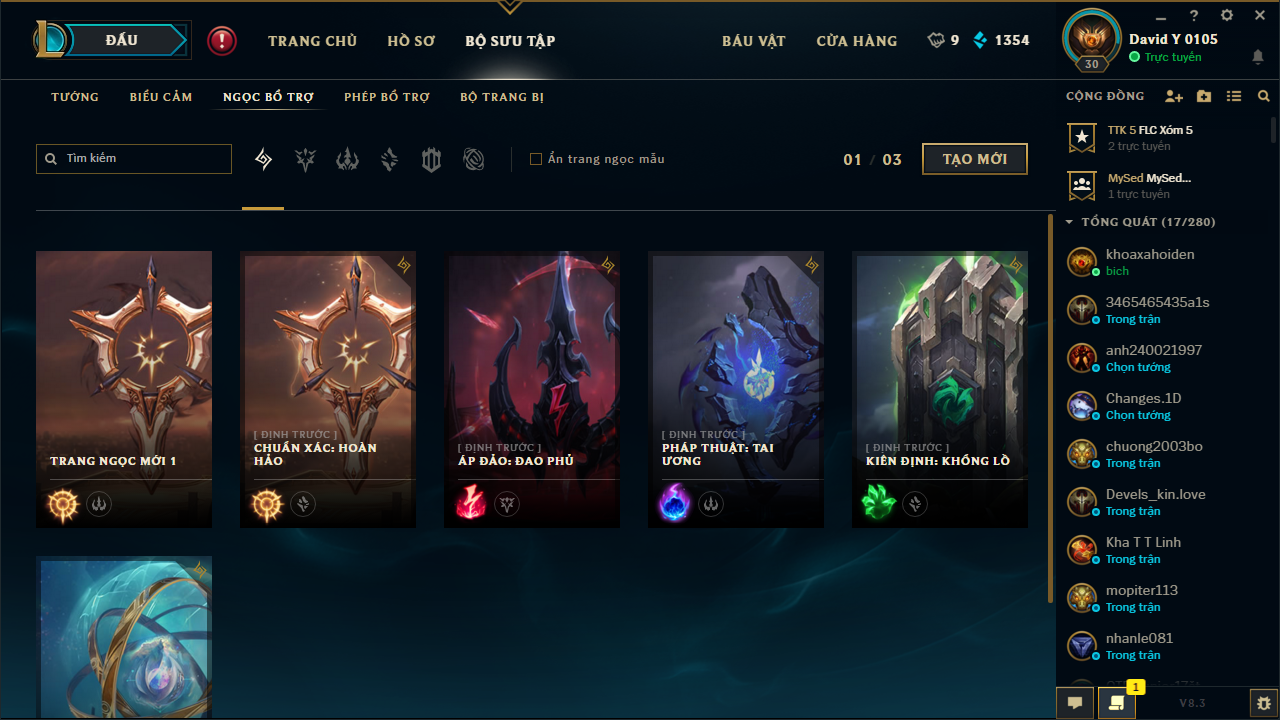 ĐẤU
TRANG CHỦ
HỒ SƠ
BỘ SƯU TẬP
BÁU VẬT
CỬA HÀNG
9
1354
30
David Y 0105
Trực tuyến
TƯỚNG
BIỂU CẢM
NGỌC BỔ TRỢ
PHÉP BỔ TRỢ
BỘ TRANG BỊ
Tìm kiếm
Ẩn trang ngọc mẫu
01 / 03
TẠO MỚI
TRANG NGỌC MỚI 1
[ ĐỊNH TRƯỚC ]
CHUẨN XÁC: HOÀN
HẢO
[ ĐỊNH TRƯỚC ]
ÁP ĐẢO: ĐAO PHỦ
[ ĐỊNH TRƯỚC ]
PHÁP THUẬT: TAI
ƯƠNG
[ ĐỊNH TRƯỚC ]
KIÊN ĐỊNH: KHỔNG LỒ
CỘNG ĐỒNG
TTK 5 FLC Xóm 5
2 trực tuyến
MySed MySed...
1 trực tuyến
TỔNG QUÁT (17/280)
khoaxahoiden
bich
3465465435a1s
Trong trận
anh240021997
Chọn tướng
Changes.1D
Chọn tướng
chuong2003bo
Trong trận
Devels_kin.love
Trong trận
Kha T T Linh
Trong trận
mopiter113
Trong trận
nhanle081
Trong trận
1
V8.3